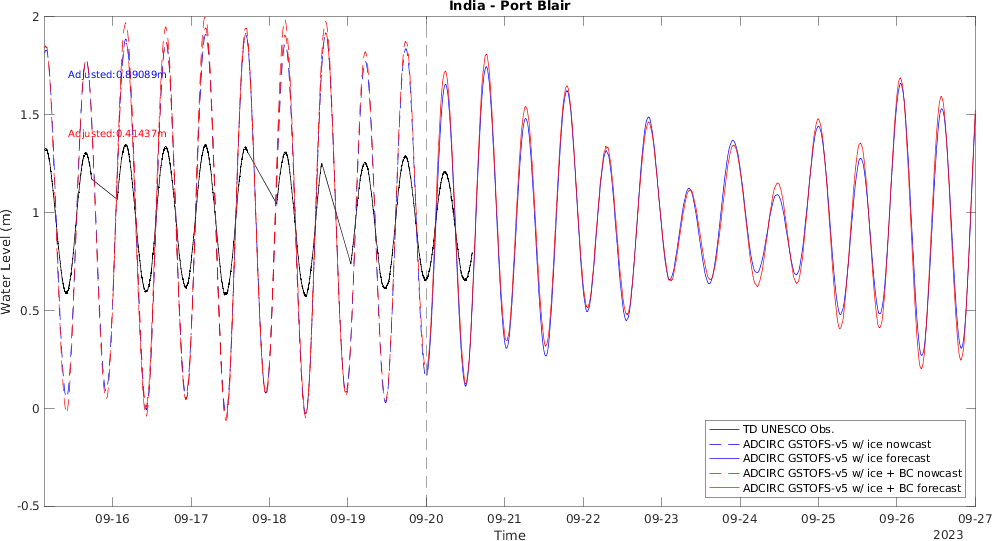 India - Port Blair
2
1.5
1
0.5
0
-0.5
Water Level (m)
Adjusted:0.89089m
Adjusted:0.41437m
TD UNESCO Obs.
ADCIRC GSTOFS-v5 w/ ice nowcast
ADCIRC GSTOFS-v5 w/ ice forecast
ADCIRC GSTOFS-v5 w/ ice + BC nowcast
ADCIRC GSTOFS-v5 w/ ice + BC forecast
09-16 09-17 09-18 09-19 09-20 09-21 09-22 09-23 09-24 09-25 09-26 09-27
Time
2023